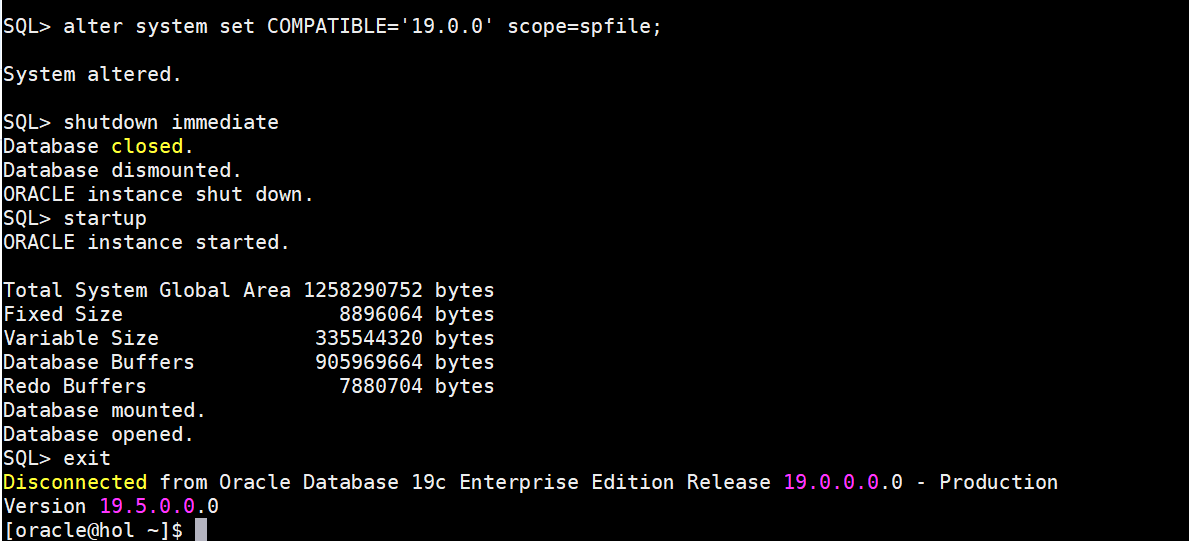 SQL> alter system set COMPATIBLE='19.0.0' scope=spfile;
System altered.
SQL> shutdown immediate
Database closed.
Database dismounted.
ORACLE instance shut down.
SQL> startup
ORACLE instance started.
Total System Global Area 1258290752 bytes
Fixed Size                  8896064 bytes
Variable Size             335544320 bytes
Database Buffers          905969664 bytes
Redo Buffers                7880704 bytes
Database mounted.
Database opened.
SQL> exit
Disconnected from Oracle Database 19c Enterprise Edition Release 19.0.0.0.0 - Production
Version 19.5.0.0.0
[oracle@hol ~]$